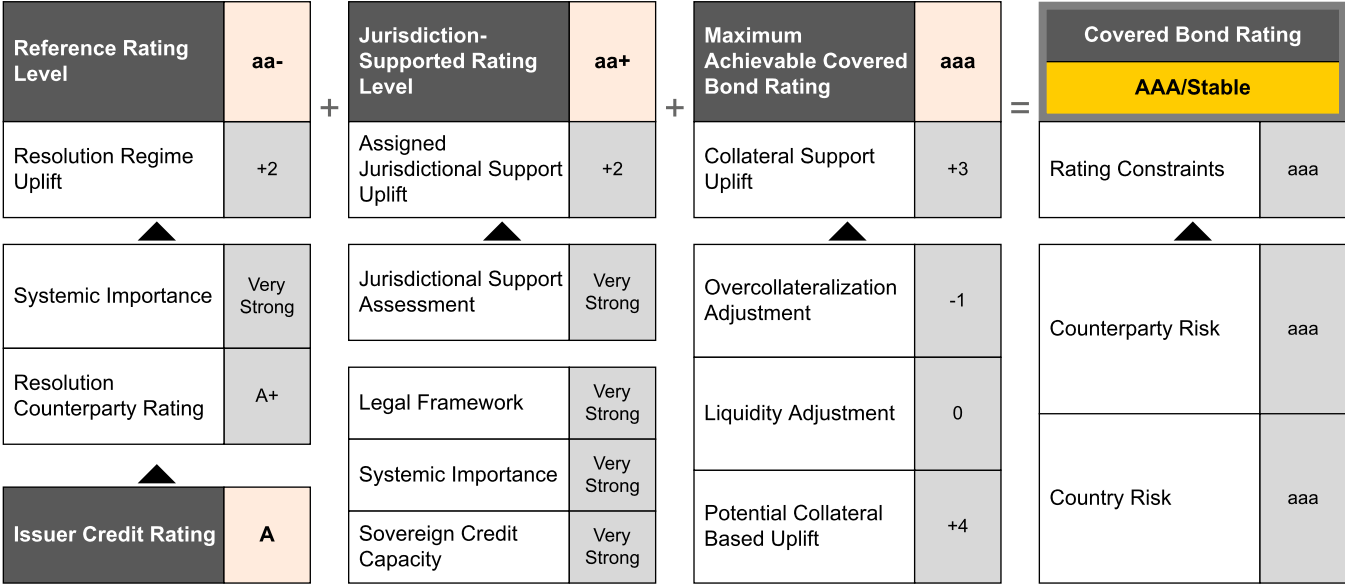 Reference Rating
Level
aa-
Resolution Regime
Uplift
+2
Systemic Importance
Very
Strong
Resolution
Counterparty Rating
A+
Issuer Credit Rating
A
+
Jurisdiction-
Supported Rating
Level
aa+
Assigned
Jurisdictional Support
Uplift
+2
Jurisdictional Support
Assessment
Very
Strong
Legal Framework
Very
Strong
Systemic Importance
Very
Strong
Sovereign Credit
Capacity
Very
Strong
+
Maximum
Achievable Covered
Bond Rating
aaa
Collateral Support
Uplift
+3
Overcollateralization
Adjustment
-1
Liquidity Adjustment
0
Potential Collateral
Based Uplift
+4
=
Covered Bond Rating
AAA/Stable
Rating Constraints
aaa
Counterparty Risk
aaa
Country Risk
aaa